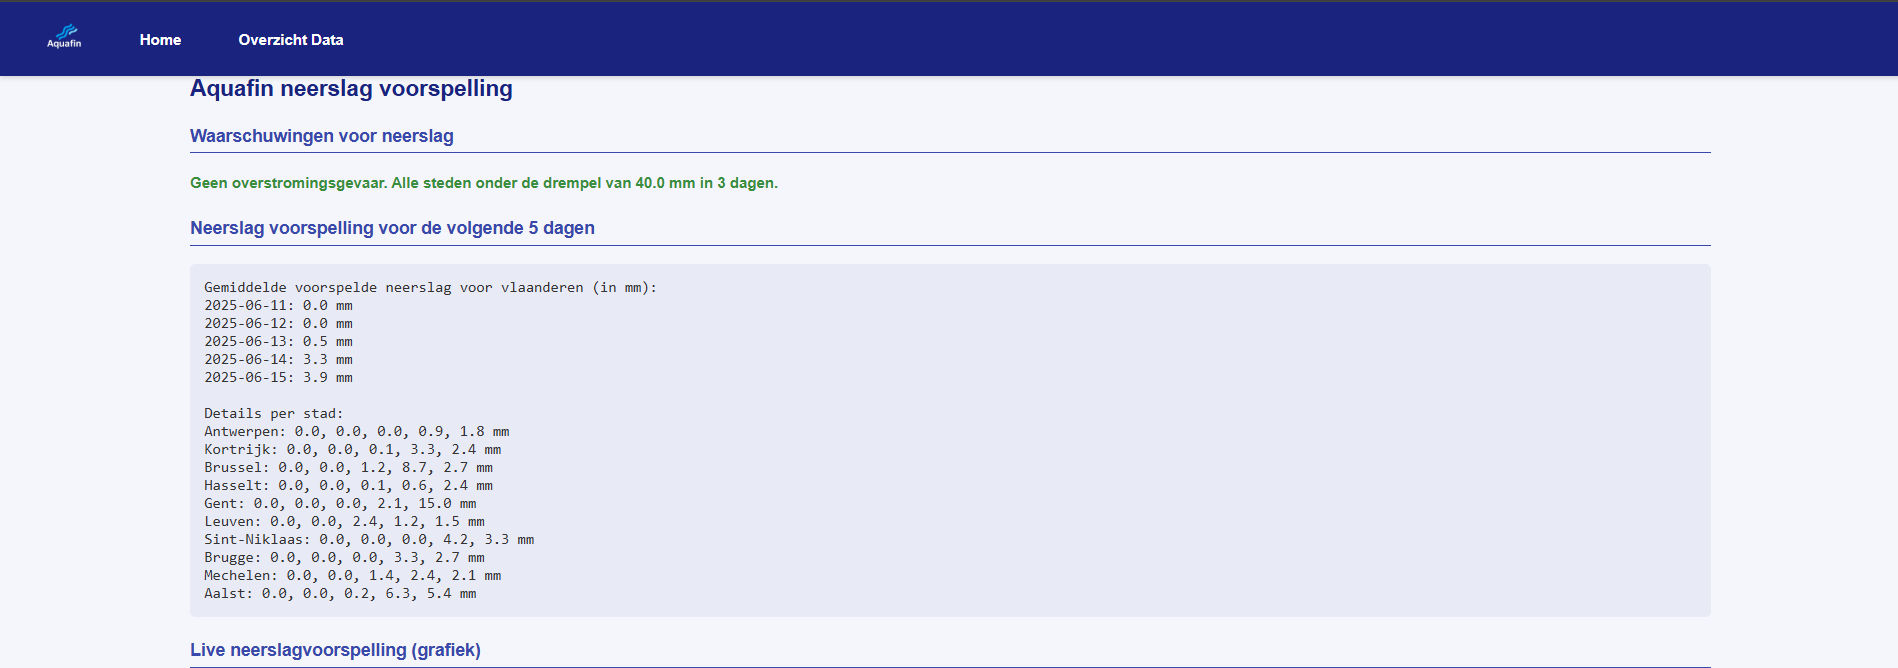 Aquafin
Home
Overzicht Data
Aquafin neerslag voorspelling
Waarschuwingen voor neerslag
Geen overstromingsgevaar. Alle steden onder de drempel van 40.0 mm in 3 dagen.
Neerslag voorspelling voor de volgende 5 dagen
Gemiddelde voorspelde neerslag voor vlaanderen (in mm):
2025-06-11: 0.0 mm
2025-06-12: 0.0 mm
2025-06-13: 0.5 mm
2025-06-14: 3.3 mm
2025-06-15: 3.9 mm
Details per stad:
Antwerpen: 0.0, 0.0, 0.0, 0.9, 1.8 mm
Kortrijk: 0.0, 0.0, 0.1, 3.3, 2.4 mm
Brussel: 0.0, 0.0, 1.2, 8.7, 2.7 mm
Hasselt: 0.0, 0.0, 0.1, 0.6, 2.4 mm
Gent: 0.0, 0.0, 0.0, 2.1, 15.0 mm
Leuven: 0.0, 0.0, 2.4, 1.2, 1.5 mm
Sint-Niklaas: 0.0, 0.0, 0.0, 4.2, 3.3 mm
Brugge: 0.0, 0.0, 0.0, 3.3, 2.7 mm
Mechelen: 0.0, 0.0, 1.4, 2.4, 2.1 mm
Aalst: 0.0, 0.0, 0.2, 6.3, 5.4 mm
Live neerslagvoorspelling (grafiek)